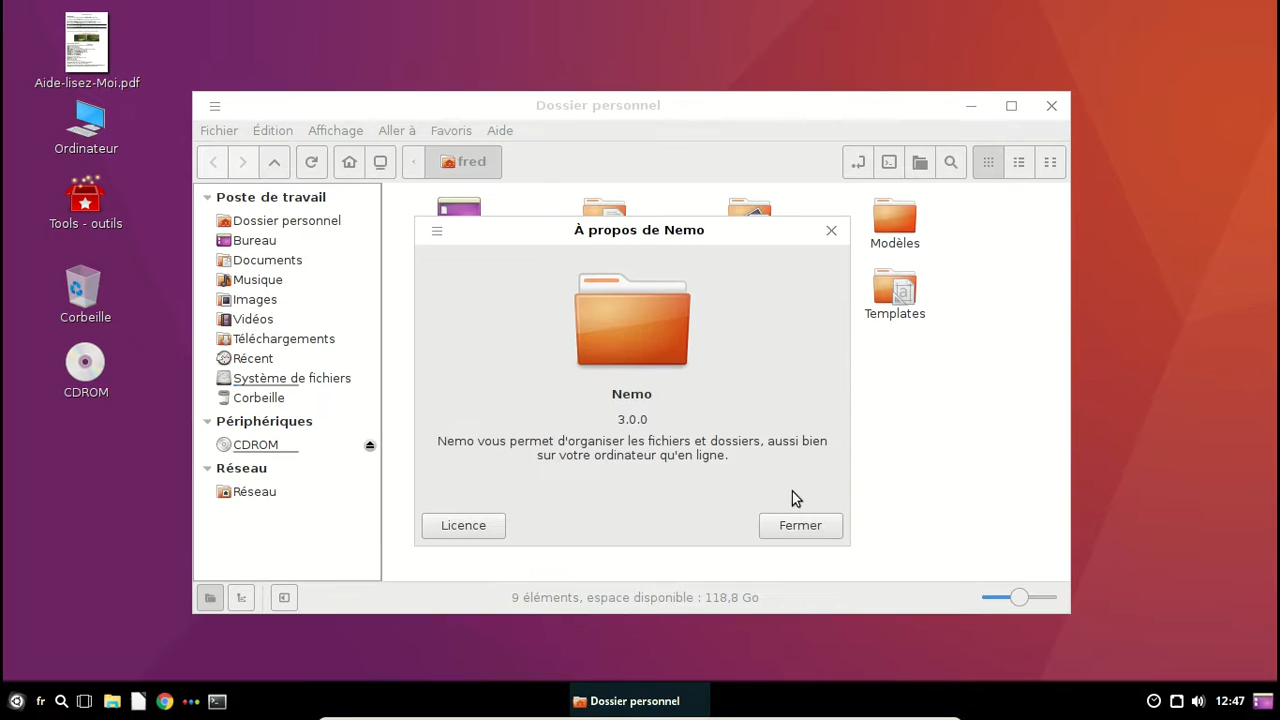 Aide-lisez-Moi.pdf
Ordinateur
Tools - outils
Corbeille
CDROM
Dossier personnel
Fichier Édition Affichage Aller à Favoris Aide
fred
Poste de travail
Dossier personnel
Bureau
Documents
Musique
Images
Vidéos
Téléchargements
Récent
Système de fichiers
Corbeille
Périphériques
CDROM
Réseau
Réseau
Modèles
Templates
À propos de Nemo
Nemo
3.0.0
Nemo vous permet d'organiser les fichiers et dossiers, aussi bien
sur votre ordinateur qu'en ligne.
Licence Fermer
9 éléments, espace disponible : 118,8 Go
fr Dossier personnel 12:47